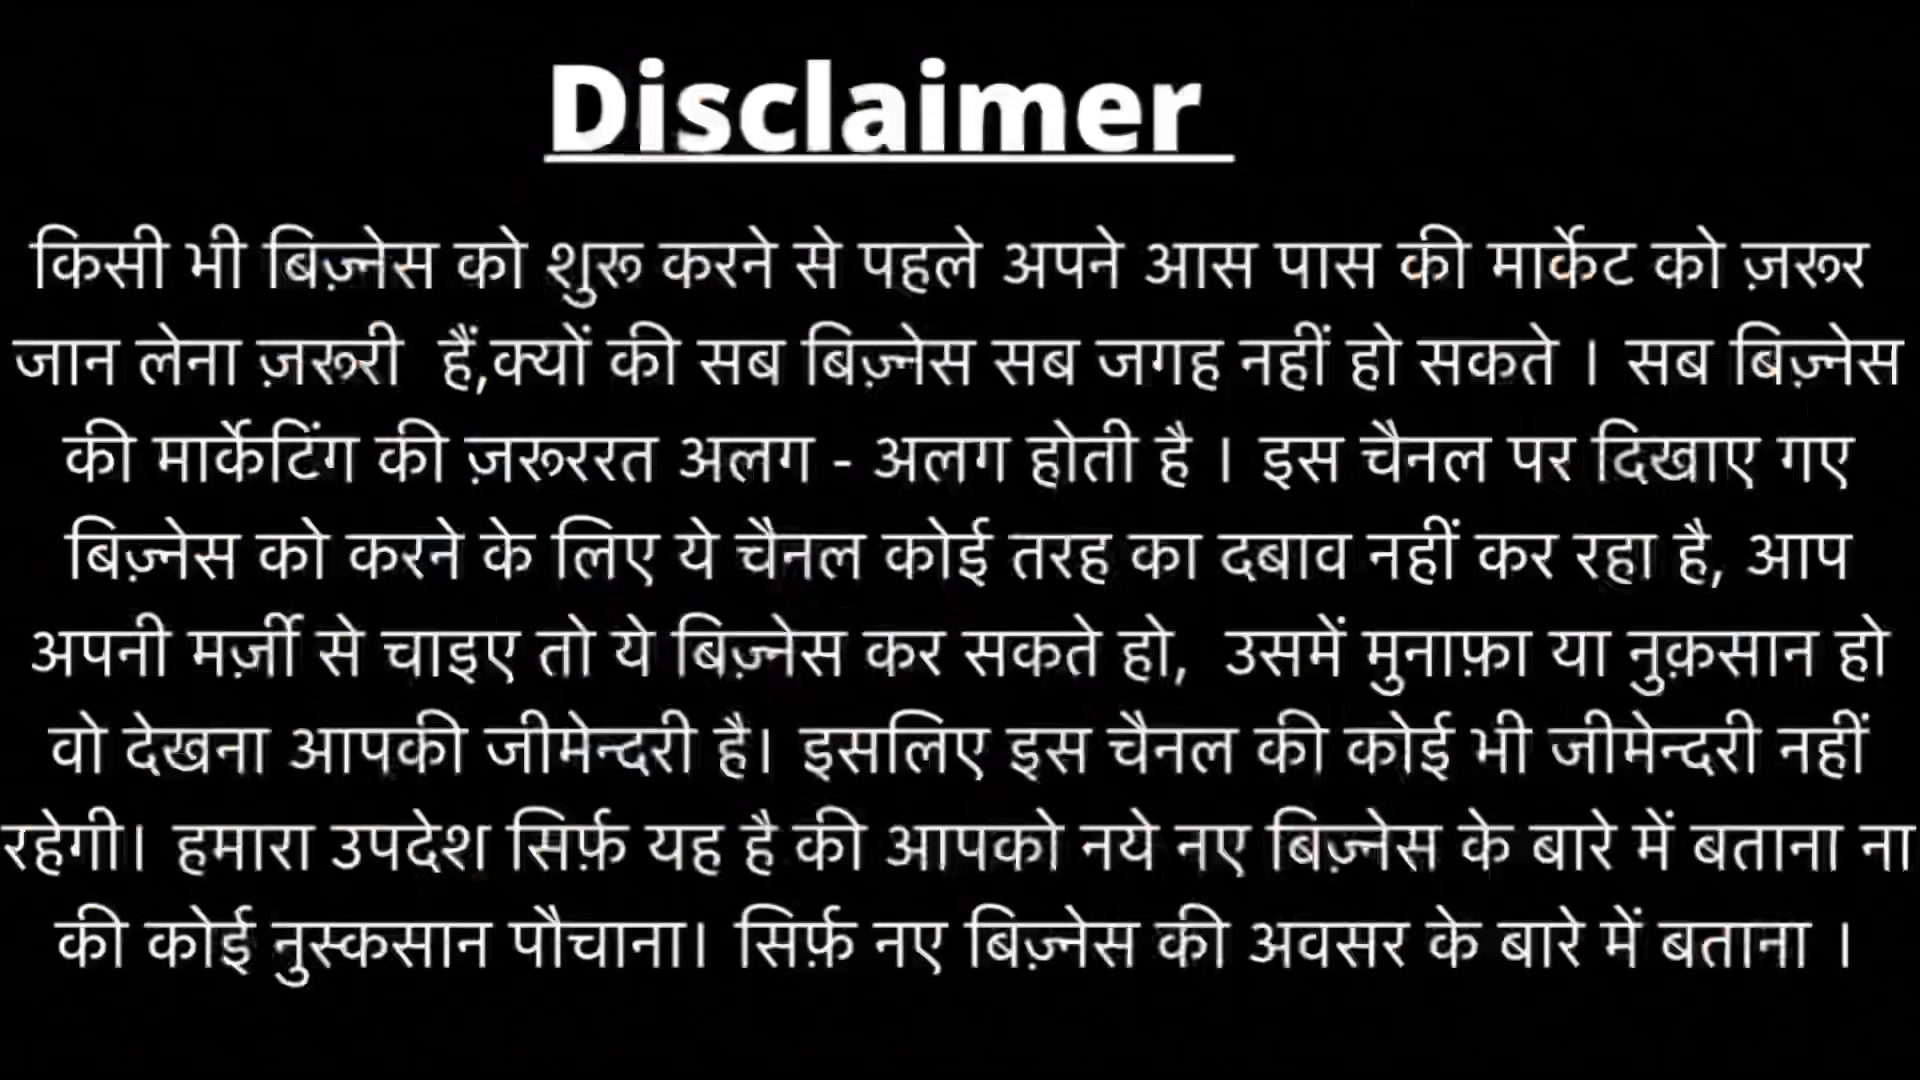 Disclaimer
किसी भी बिज़्नेस को शुरू करने से पहले अपने आस पास की मार्केट को ज़रूर
जान लेना ज़रूरी हैं,क्यों की सब बिज़्नेस सब जगह नहीं हो सकते । सब बिज़्नेस
की मार्केटिंग की ज़रूररत अलग - अलग होती है । इस चैनल पर दिखाए गए
बिज़्नेस को करने के लिए ये चैनल कोई तरह का दबाव नहीं कर रहा है, आप
अपनी मर्ज़ी से चाइए तो ये बिज़्नेस कर सकते हो, उसमें मुनाफ़ा या नुक़सान हो
वो देखना आपकी जीमेन्दरी है। इसलिए इस चैनल की कोई भी जीमेन्दरी नहीं
रहेगी। हमारा उपदेश सिर्फ़ यह है की आपको नये नए बिज़्नेस के बारे में बताना ना
की कोई नुस्कसान पौचाना। सिर्फ़ नए बिज़्नेस की अवसर के बारे में बताना ।